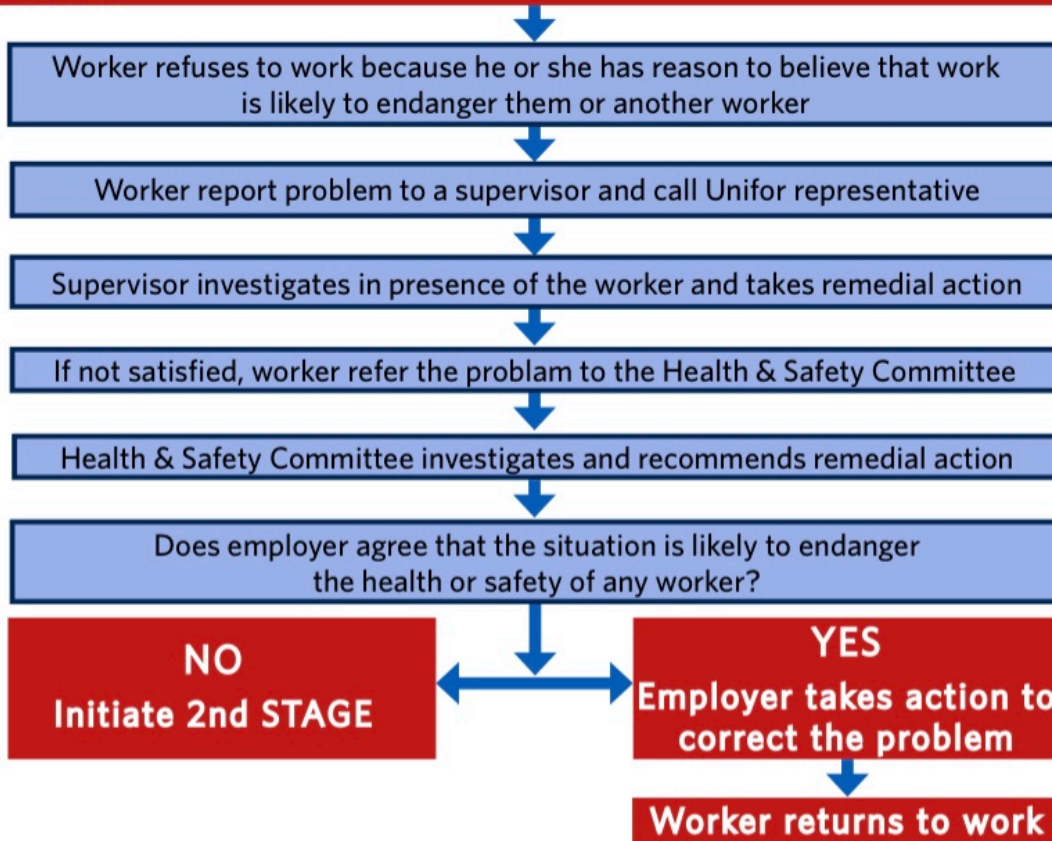 Worker refuses to work because he or she has reason to believe that work
is likely to endanger them or another worker
Worker report problem to a supervisor and call Unifor representative
Supervisor investigates in presence of the worker and takes remedial action
If not satisfied, worker refer the problam to the Health & Safety Committee
Health & Safety Committee investigates and recommends remedial action
Does employer agree that the situation is likely to endanger
the health or safety of any worker?
NO
Initiate 2nd STAGE
YES
Employer takes action to
correct the problem
Worker returns to work